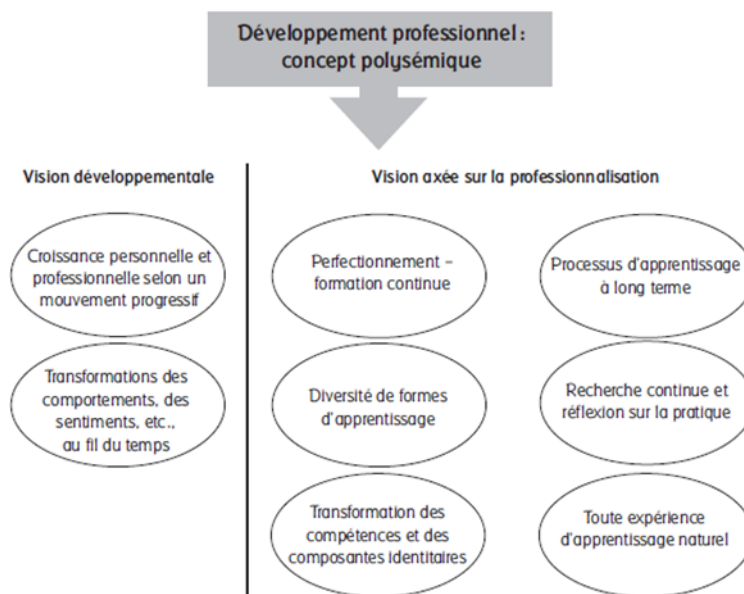 Développement professionnel :
concept polysémique
Vision développementale
Croissance personnelle et
professionnelle selon un
mouvement progressif
Transformations des
comportements, des
sentiments, etc.,
au fil du temps
Vision axée sur la professionnalisation
Perfectionnement –
formation continue
Processus d'apprentissage
à long terme
Diversité de formes
d'apprentissage
Recherche continue et
réflexion sur la pratique
Transformation des
compétences et des
composantes identitaires
Toute expérience
d'apprentissage naturel